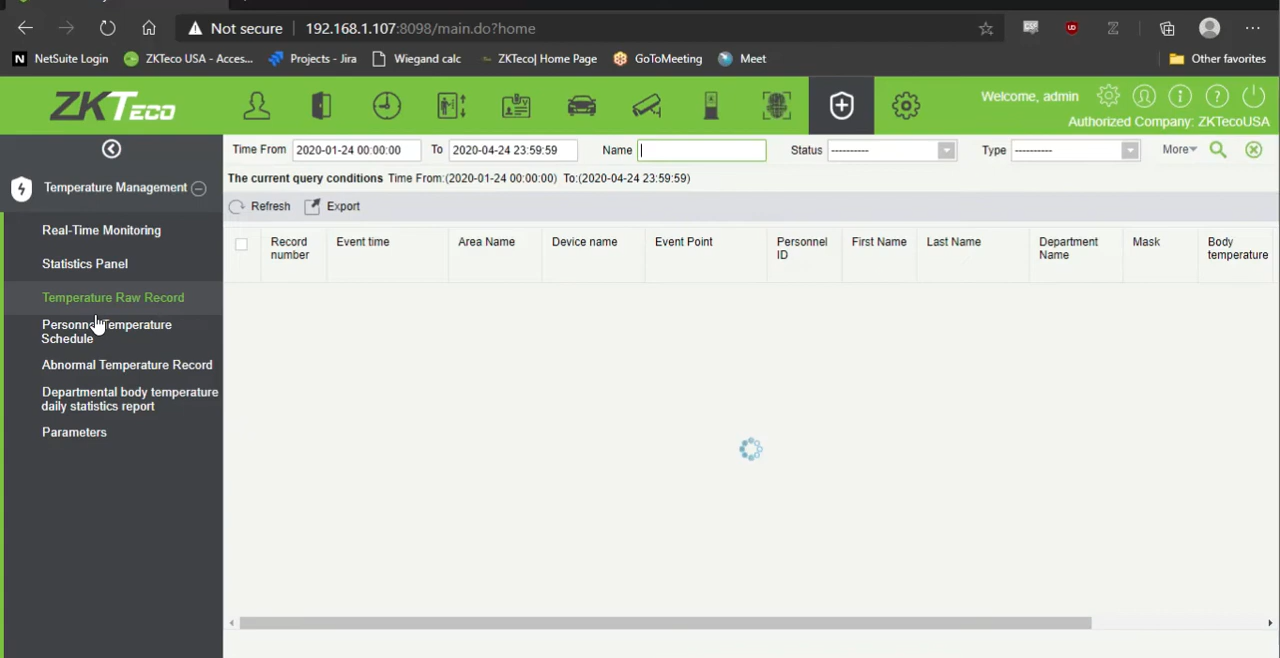 Not secure 192.168.1.107:8098/main.do?home
N NetSuite Login ZKTeco USA - Acces... Projects - Jira Wiegand calc ZKTeco| Home Page GoToMeeting Meet Other favorites
ZKTECO Welcome, admin
Authorized Company: ZKTecoUSA
Time From 2020-01-24 00:00:00 To 2020-04-24 23:59:59 Name Status ---------- Type ---------- More
The current query conditions Time From:(2020-01-24 00:00:00) To:(2020-04-24 23:59:59)
Refresh Export
Temperature Management
Real-Time Monitoring
Statistics Panel
Temperature Raw Record
Personnel Temperature
Schedule
Abnormal Temperature Record
Departmental body temperature
daily statistics report
Parameters
Record
number
Event time
Area Name
Device name
Event Point
Personnel
ID
First Name
Last Name
Department
Name
Mask
Body
temperature